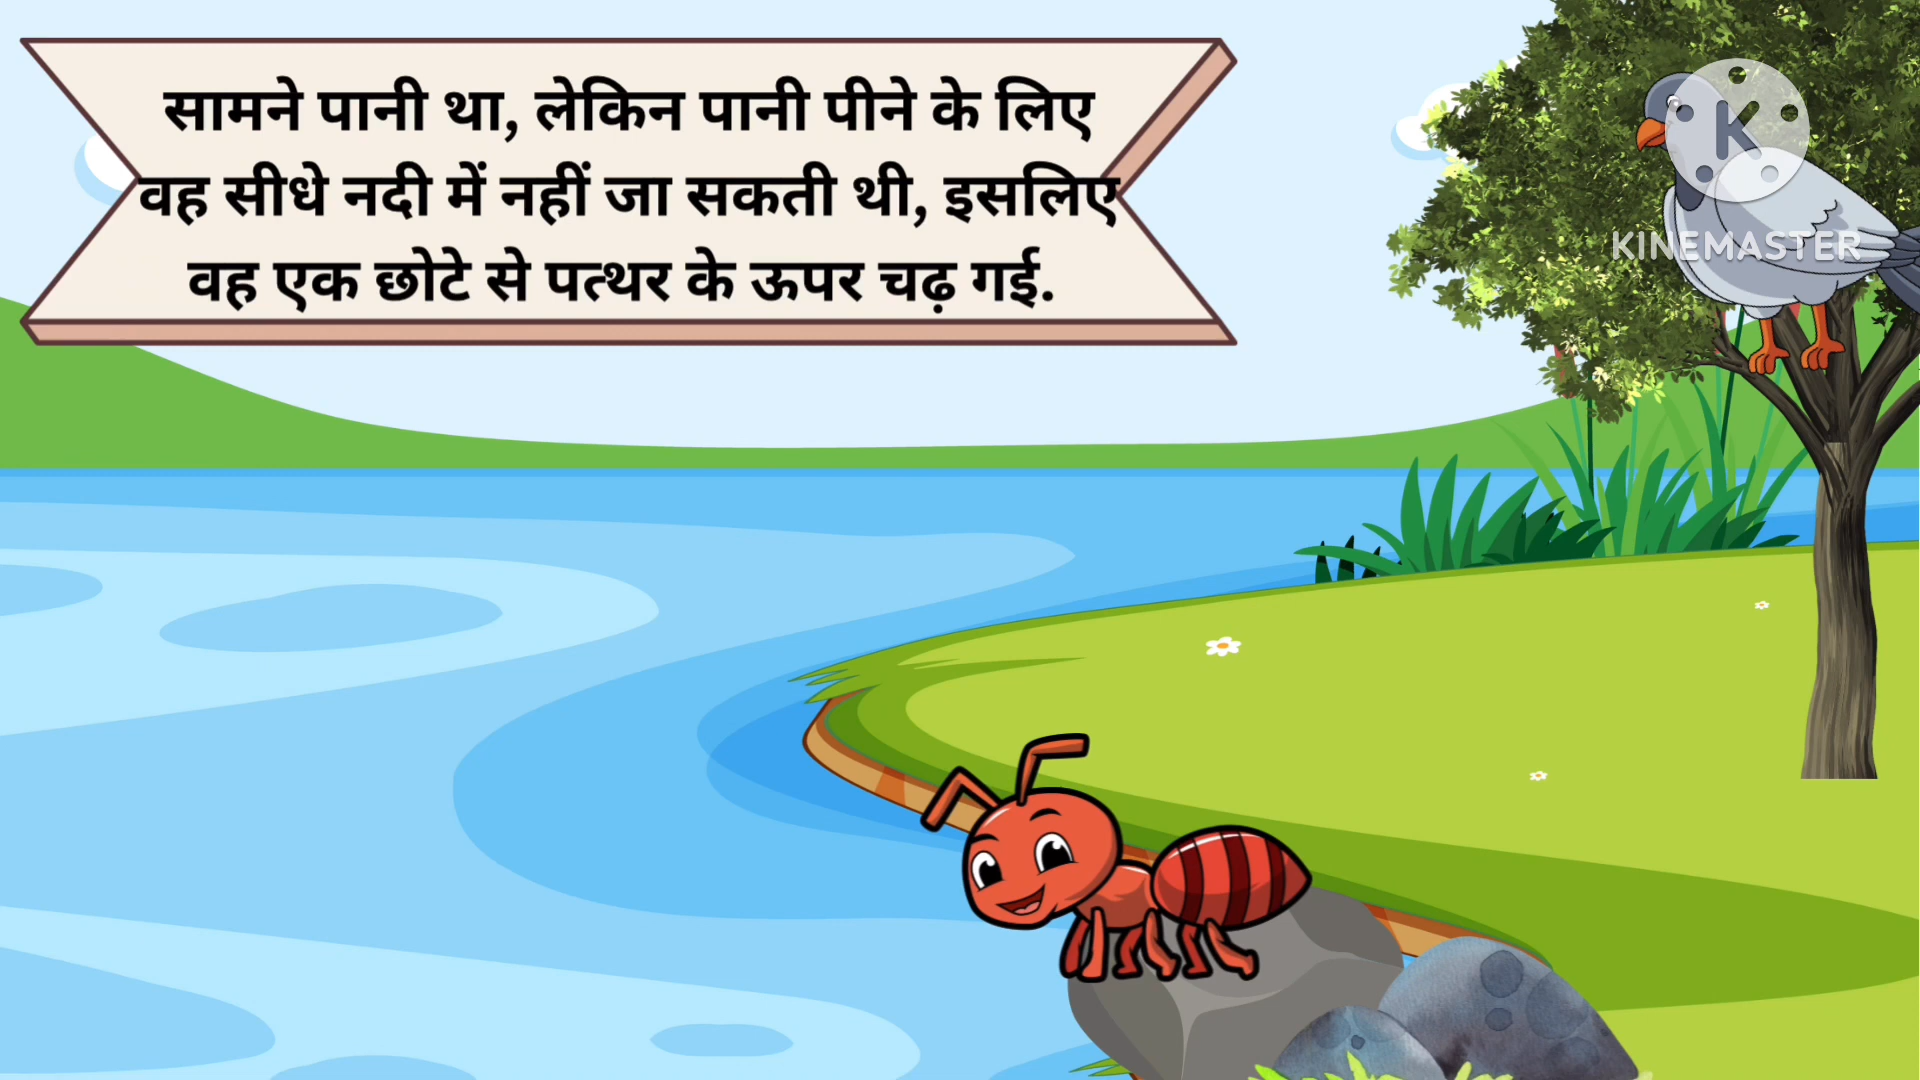 सामने पानी था, लेकिन पानी पीने के लिए
वह सीधे नदी में नहीं जा सकती थी, इसलिए
वह एक छोटे से पत्थर के ऊपर चढ़ गई.
K
KINEMASTER